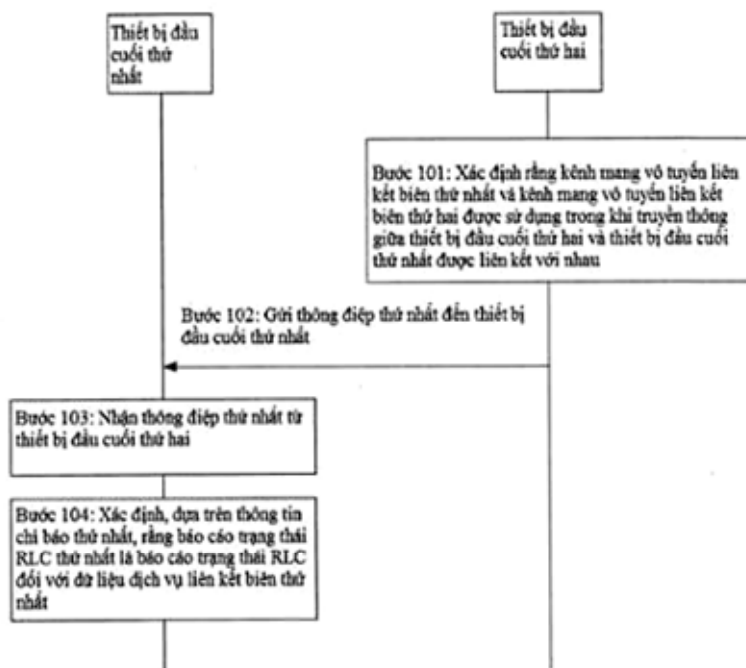 Thiết bị đầu
cuối thứ
nhất
Thiết bị đầu
cuối thứ hai
Bước 101: Xác định rằng kênh mang vô tuyến liên
kết biên thứ nhất và kênh mang vô tuyến liên kết
biên thứ hai được sử dụng trong khi truyền thông
giữa thiết bị đầu cuối thứ hai và thiết bị đầu cuối
thứ nhất được liên kết với nhau
Bước 102: Gửi thông điệp thứ nhất đến thiết bị
đầu cuối thứ nhất
Bước 103: Nhận thông điệp thứ nhất từ
thiết bị đầu cuối thứ hai
Bước 104: Xác định, dựa trên thông tin
chỉ báo thứ nhất, rằng báo cáo trạng thái
RLC thứ nhất là báo cáo trạng thái RLC
đối với dữ liệu dịch vụ liên kết biên thứ
nhất